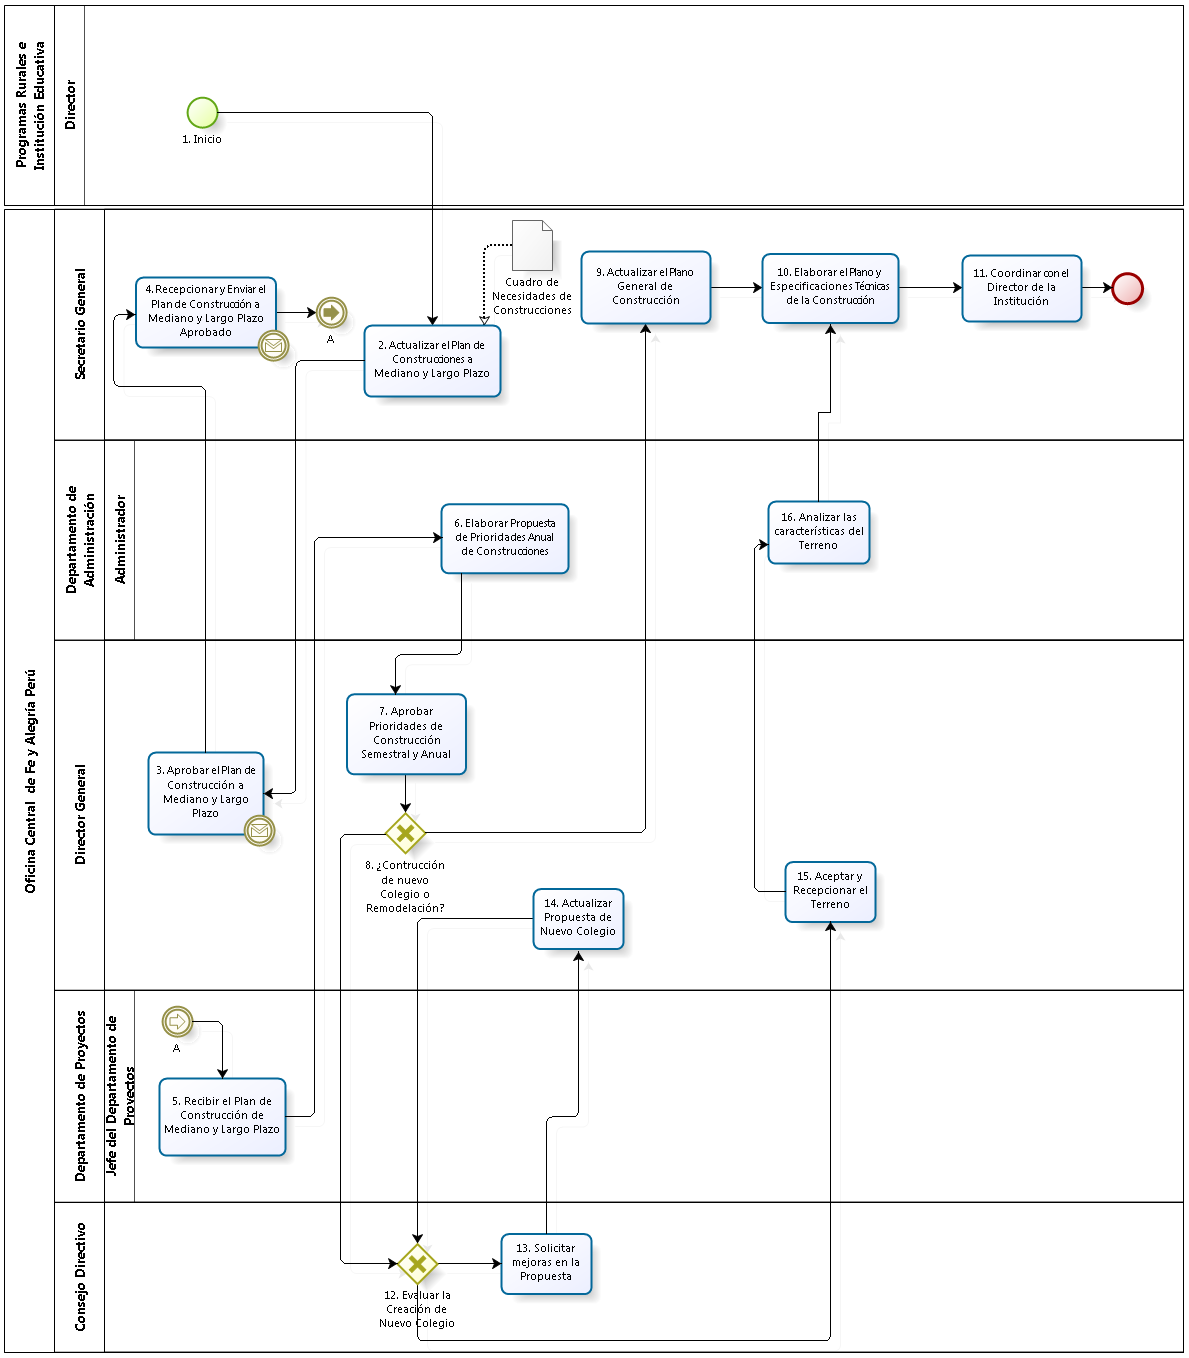 Programas Rurales e
Institución Educativa
Director
1. Inicio
Oficina Central  de Fe y Alegría Perú
Secretario General
4. Recepcionar y Enviar el
Plan de Construcción a
Mediano y Largo Plazo
Aprobado
A
2. Actualizar el Plan de
Construcciones a
Mediano y Largo Plazo
Cuadro de
Necesidades de
Construcciones
9. Actualizar el Plano
General de
Construcción
10. Elaborar el Plano y
Especificaciones Técnicas
de la Construcción
11. Coordinar con el
Director de la
Institución
Departamento de
Administración
Administrador
6. Elaborar Propuesta
de Prioridades Anual
de Construcciones
16. Analizar las
características del
Terreno
Director General
3. Aprobar el Plan de
Construcción a
Mediano y Largo
Plazo
7. Aprobar
Prioridades de
Construcción
Semestral y Anual
8. ¿Contrucción
de nuevo
Colegio o
Remodelación?
14. Actualizar
Propuesta de
Nuevo Colegio
15. Aceptar y
Recepcionar el
Terreno
Departamento de Proyectos
Jefe del Departamento de
Proyectos
A
5. Recibir el Plan de
Construcción de
Mediano y Largo Plazo
Consejo Directivo
12. Evaluar la
Creación de
Nuevo Colegio
13. Solicitar
mejoras en la
Propuesta